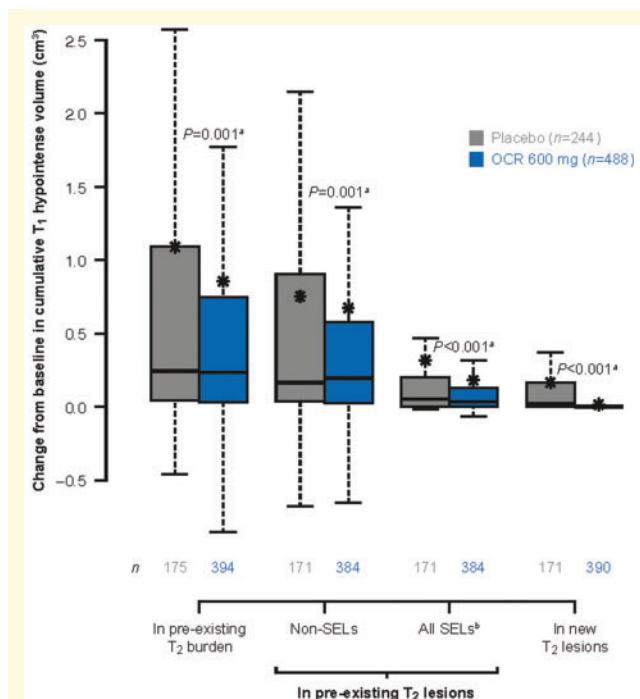 Change from baseline in cumulative T₁ hypointense volume (cm³)
2.5
2.0
1.5
1.0
0.5
0.0
−0.5
P=0.001ᵃ
P=0.001ᵃ
P<0.001ᵃ
P<0.001ᵃ
Placebo (n=244)
OCR 600 mg (n=488)
n 175 394 171 384 171 384 171 390
In pre-existing
T₂ burden
Non-SELs
All SELsᵇ
In new
T₂ lesions
In pre-existing T₂ lesions